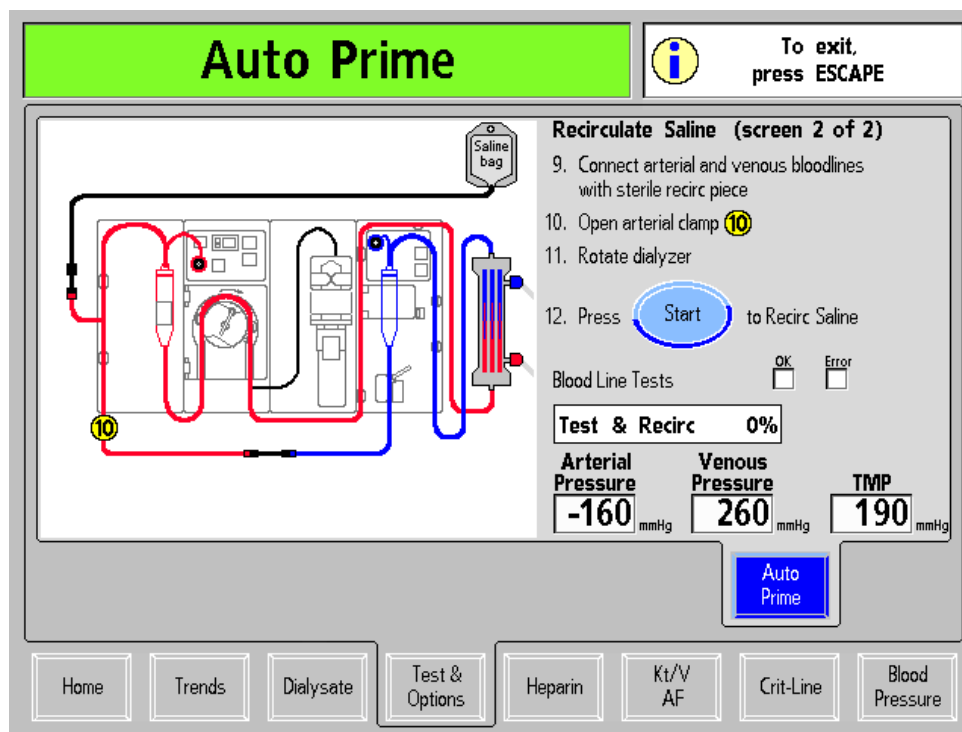 Auto Prime
i
To exit,
press ESCAPE
Saline
bag
10
Recirculate Saline (screen 2 of 2)
9. Connect arterial and venous bloodlines
with sterile recirc piece
10. Open arterial clamp 10
11. Rotate dialyzer
12. Press Start to Recirc Saline
OK Error
Blood Line Tests
Test & Recirc 0%
Arterial
Pressure
-160 mmHg
Venous
Pressure
260 mmHg
TMP
190 mmHg
Auto
Prime
Home
Trends
Dialysate
Test &
Options
Heparin
Kt/V
AF
Crit-Line
Blood
Pressure